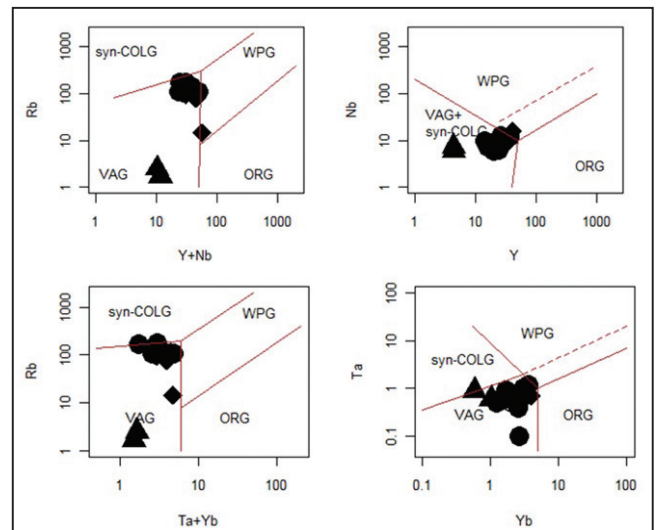 syn-COLG WPG
VAG ORG
Rb
1 10 100 1000
1 10 100 1000
Y+Nb
WPG
VAG+
syn-COLG
ORG
Nb
1 10 100 1000
1 10 100 1000
Y
syn-COLG WPG
VAG ORG
Rb
1 10 100 1000
1 10 100 1000
Ta+Yb
WPG
syn-COLG
VAG ORG
Ta
0.1 1 10 100
0.1 1 10 100
Yb